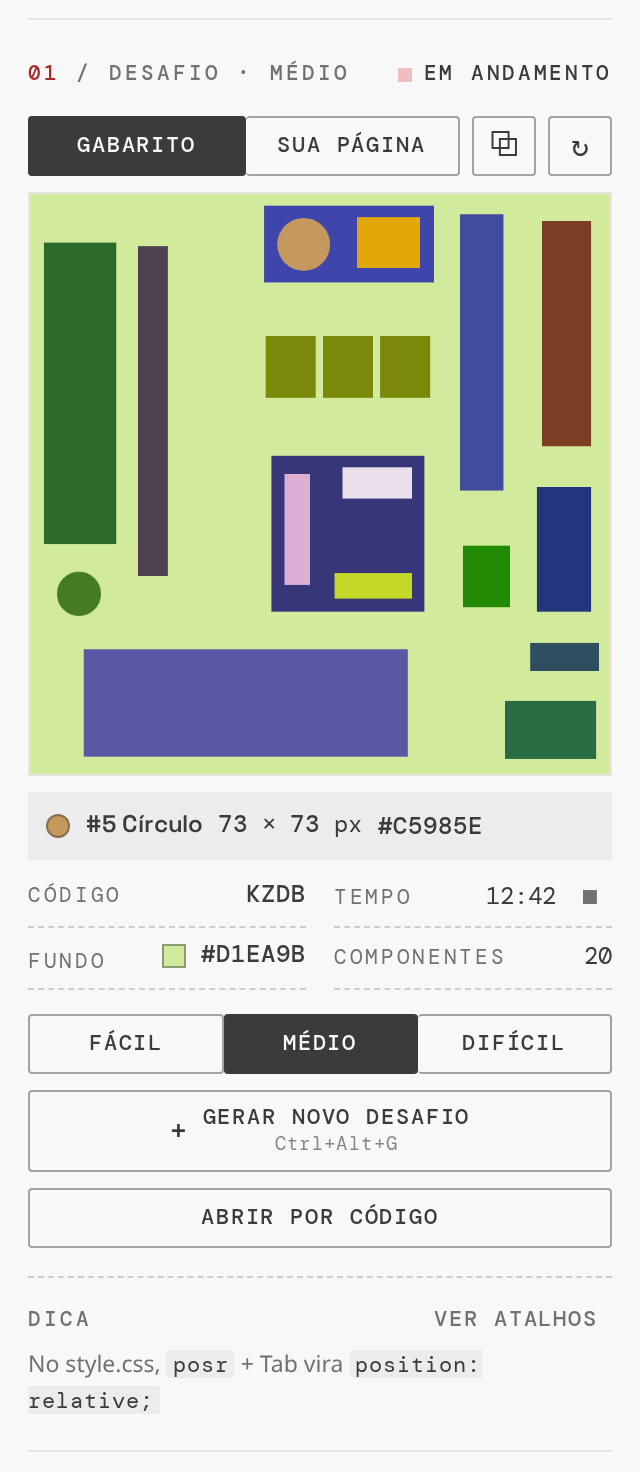 01 / DESAFIO · MÉDIO EM ANDAMENTO
GABARITO SUA PÁGINA ↻
#5 Círculo 73 × 73 px #C5985E
CÓDIGO KZDB TEMPO 12:42
FUNDO #D1EA9B COMPONENTES 20
FÁCIL MÉDIO DIFÍCIL
+ GERAR NOVO DESAFIO
Ctrl+Alt+G
ABRIR POR CÓDIGO
DICA VER ATALHOS
No style.css, posr + Tab vira position:
relative;